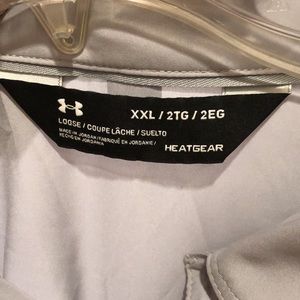 XXL / 2TG / 2EG
LOOSE / COUPE LÂCHE / SUELTO
MADE IN JORDAN / FABRIQUÉ EN JORDANIE /
HECHO EN JORDANIA
HEATGEAR